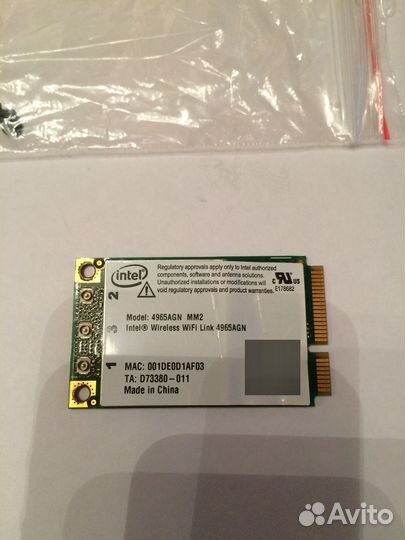 intel
Regulatory approvals apply only to Intel authorized
components, software and antenna solutions.
Unauthorized installations or modifications
will void regulatory approvals and product warranties.
c RU us
E178682
2
3
1
Model: 4965AGN MM2
Intel® Wireless WiFi Link 4965AGN
MAC: 001DE0D1AF03
TA: D73380-011
Made in China
Avito